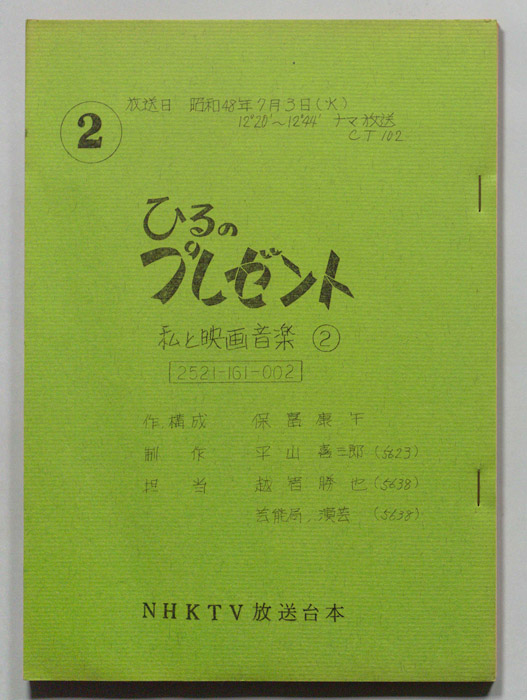 放送日 昭和48年7月3日(火)
12°20'〜12°44' ナマ放送
CT 102
2
ひるの
プレゼント
私と映画音楽 ②
2521-161-002
作、構成 保富康午
制作 平山喜三郎(5623)
担当 越智勝也(5638)
芸能局、演芸 (5638)
NHKTV放送台本